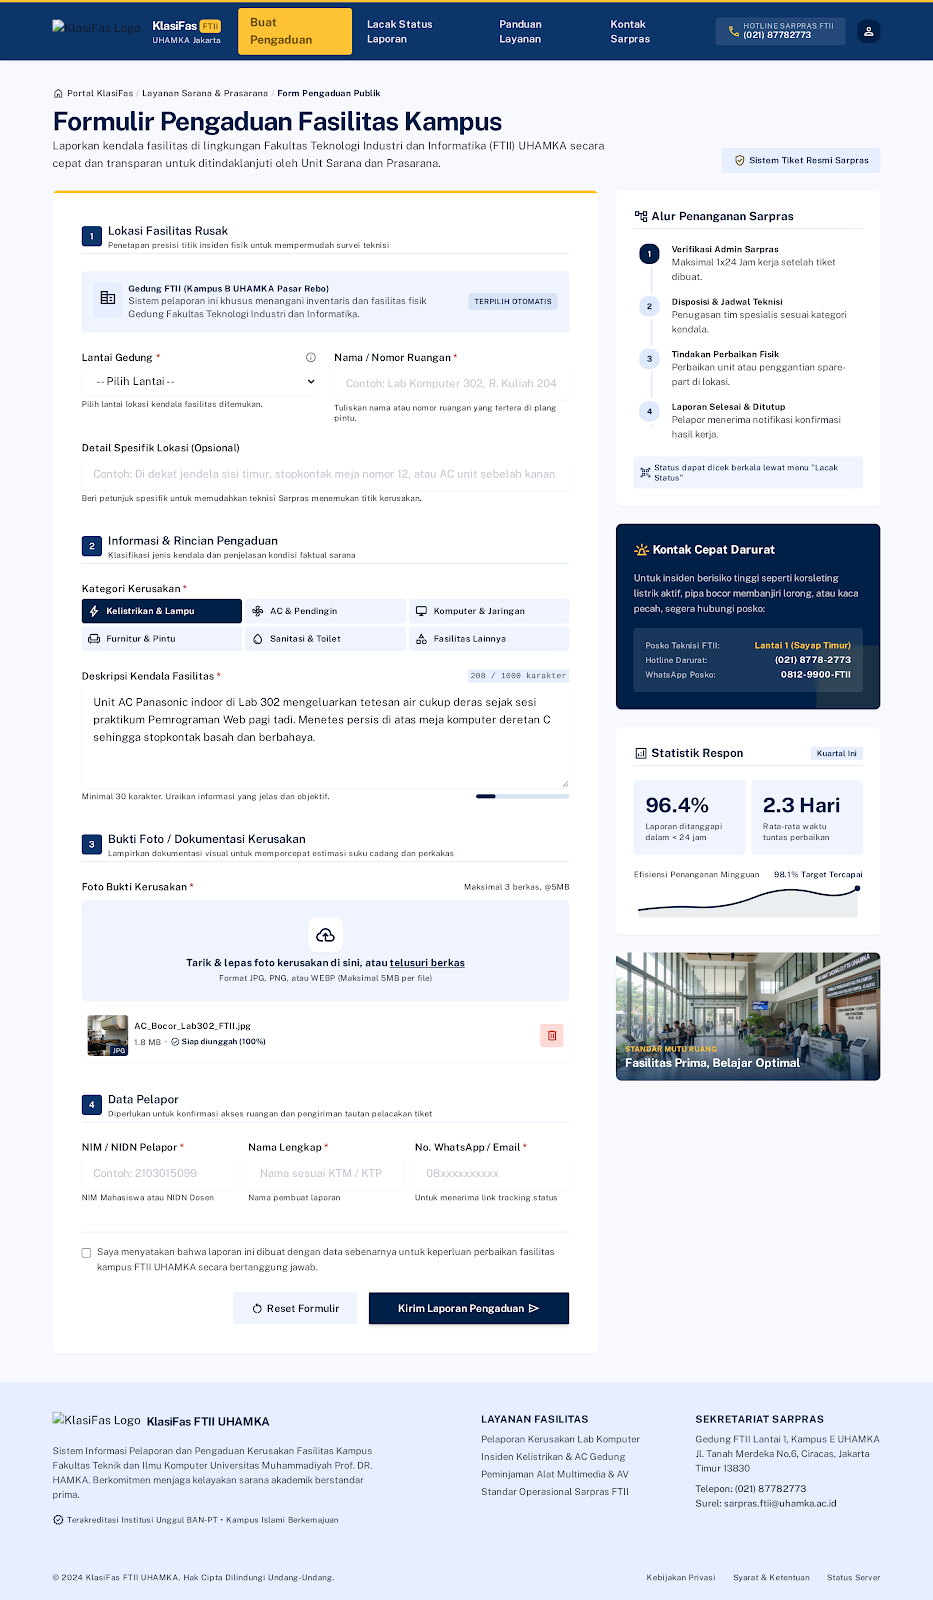 KlasiFas Logo
KlasiFas FTII
UHAMKA Jakarta
Buat Pengaduan
Lacak Status Laporan
Panduan Layanan
Kontak Sarpras
HOTLINE SARPRAS FTII
(021) 87782773
Portal KlasiFas / Layanan Sarana & Prasarana / Form Pengaduan Publik
Formulir Pengaduan Fasilitas Kampus
Laporkan kendala fasilitas di lingkungan Fakultas Teknologi Industri dan Informatika (FTII) UHAMKA secara
cepat dan transparan untuk ditindaklanjuti oleh Unit Sarana dan Prasarana.
Sistem Tiket Resmi Sarpras
1
Lokasi Fasilitas Rusak
Penetapan presisi titik insiden fisik untuk mempermudah survei teknisi
Gedung FTII (Kampus B UHAMKA Pasar Rebo)
Sistem pelaporan ini khusus menangani inventaris dan fasilitas fisik
Gedung Fakultas Teknologi Industri dan Informatika.
TERPILIH OTOMATIS
Lantai Gedung *
-- Pilih Lantai --
Pilih lantai lokasi kendala fasilitas ditemukan.
Nama / Nomor Ruangan *
Contoh: Lab Komputer 302, R. Kuliah 204
Tuliskan nama atau nomor ruangan yang tertera di plang
pintu.
Detail Spesifik Lokasi (Opsional)
Contoh: Di dekat jendela sisi timur, stopkontak meja nomor 12, atau AC unit sebelah kanan
Beri petunjuk spesifik untuk memudahkan teknisi Sarpras menemukan titik kerusakan.
2
Informasi & Rincian Pengaduan
Klasifikasi jenis kendala dan penjelasan kondisi faktual sarana
Kategori Kerusakan *
Kelistrikan & Lampu
AC & Pendingin
Komputer & Jaringan
Furnitur & Pintu
Sanitasi & Toilet
Fasilitas Lainnya
Deskripsi Kendala Fasilitas *
208 / 1000 karakter
Unit AC Panasonic indoor di Lab 302 mengeluarkan tetesan air cukup deras sejak sesi
praktikum Pemrograman Web pagi tadi. Menetes persis di atas meja komputer deretan C
sehingga stopkontak basah dan berbahaya.
Minimal 30 karakter. Uraikan informasi yang jelas dan objektif.
3
Bukti Foto / Dokumentasi Kerusakan
Lampirkan dokumentasi visual untuk mempercepat estimasi suku cadang dan perkakas
Foto Bukti Kerusakan *
Maksimal 3 berkas, @5MB
Tarik & lepas foto kerusakan di sini, atau telusuri berkas
Format JPG, PNG, atau WEBP (Maksimal 5MB per file)
JPG
AC_Bocor_Lab302_FTII.jpg
1.8 MB • Siap diunggah (100%)
4
Data Pelapor
Diperlukan untuk konfirmasi akses ruangan dan pengiriman tautan pelacakan tiket
NIM / NIDN Pelapor *
Contoh: 2103015099
NIM Mahasiswa atau NIDN Dosen
Nama Lengkap *
Nama sesuai KTM / KTP
Nama pembuat laporan
No. WhatsApp / Email *
08xxxxxxxxxx
Untuk menerima link tracking status
Saya menyatakan bahwa laporan ini dibuat dengan data sebenarnya untuk keperluan perbaikan fasilitas
kampus FTII UHAMKA secara bertanggung jawab.
Reset Formulir
Kirim Laporan Pengaduan
Alur Penanganan Sarpras
1
Verifikasi Admin Sarpras
Maksimal 1x24 Jam kerja setelah tiket
dibuat.
2
Disposisi & Jadwal Teknisi
Penugasan tim spesialis sesuai kategori
kendala.
3
Tindakan Perbaikan Fisik
Perbaikan unit atau penggantian spare-
part di lokasi.
4
Laporan Selesai & Ditutup
Pelapor menerima notifikasi konfirmasi
hasil kerja.
Status dapat dicek berkala lewat menu "Lacak
Status"
Kontak Cepat Darurat
Untuk insiden berisiko tinggi seperti korsleting
listrik aktif, pipa bocor membanjiri lorong, atau kaca
pecah, segera hubungi posko:
Posko Teknisi FTII: Lantai 1 (Sayap Timur)
Hotline Darurat: (021) 8778-2773
WhatsApp Posko: 0812-9900-FTII
Statistik Respon
Kuartal Ini
96.4%
Laporan ditanggapi
dalam < 24 jam
2.3 Hari
Rata-rata waktu
tuntas perbaikan
Efisiensi Penanganan Mingguan
98.1% Target Tercapai
STANDAR MUTU RUANG
Fasilitas Prima, Belajar Optimal
KlasiFas Logo
KlasiFas FTII UHAMKA
Sistem Informasi Pelaporan dan Pengaduan Kerusakan Fasilitas Kampus
Fakultas Teknik dan Ilmu Komputer Universitas Muhammadiyah Prof. DR.
HAMKA. Berkomitmen menjaga kelayakan sarana akademik berstandar
prima.
Terakreditasi Institusi Unggul BAN-PT • Kampus Islami Berkemajuan
LAYANAN FASILITAS
Pelaporan Kerusakan Lab Komputer
Insiden Kelistrikan & AC Gedung
Peminjaman Alat Multimedia & AV
Standar Operasional Sarpras FTII
SEKRETARIAT SARPRAS
Gedung FTII Lantai 1, Kampus E UHAMKA
Jl. Tanah Merdeka No.6, Ciracas, Jakarta
Timur 13830
Telepon: (021) 87782773
Surel: sarpras.ftii@uhamka.ac.id
© 2024 KlasiFas FTII UHAMKA. Hak Cipta Dilindungi Undang-Undang.
Kebijakan Privasi
Syarat & Ketentuan
Status Server